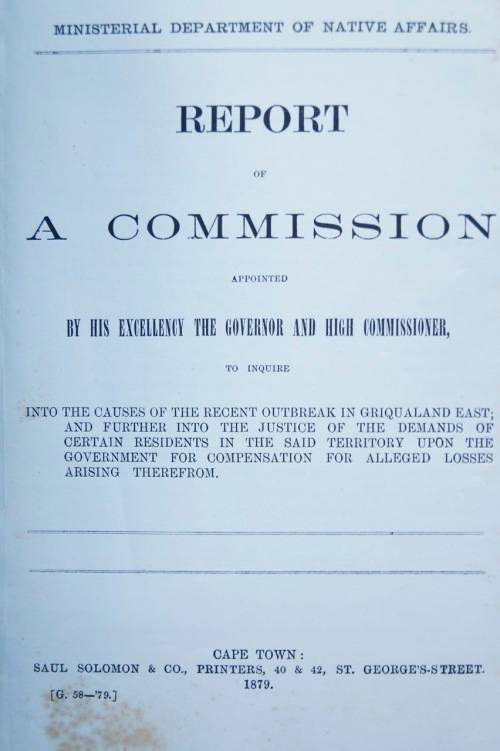 MINISTERIAL DEPARTMENT OF NATIVE AFFAIRS.
REPORT
OF
A COMMISSION
APPOINTED
BY HIS EXCELLENCY THE GOVERNOR AND HIGH COMMISSIONER,
TO INQUIRE
INTO THE CAUSES OF THE RECENT OUTBREAK IN GRIQUALAND EAST;
AND FURTHER INTO THE JUSTICE OF THE DEMANDS OF
CERTAIN RESIDENTS IN THE SAID TERRITORY UPON THE
GOVERNMENT FOR COMPENSATION FOR ALLEGED LOSSES
ARISING THEREFROM.
CAPE TOWN:
SAUL SOLOMON & CO., PRINTERS, 40 & 42, ST. GEORGE'S-STREET.
1879.
[G. 58—'79.]